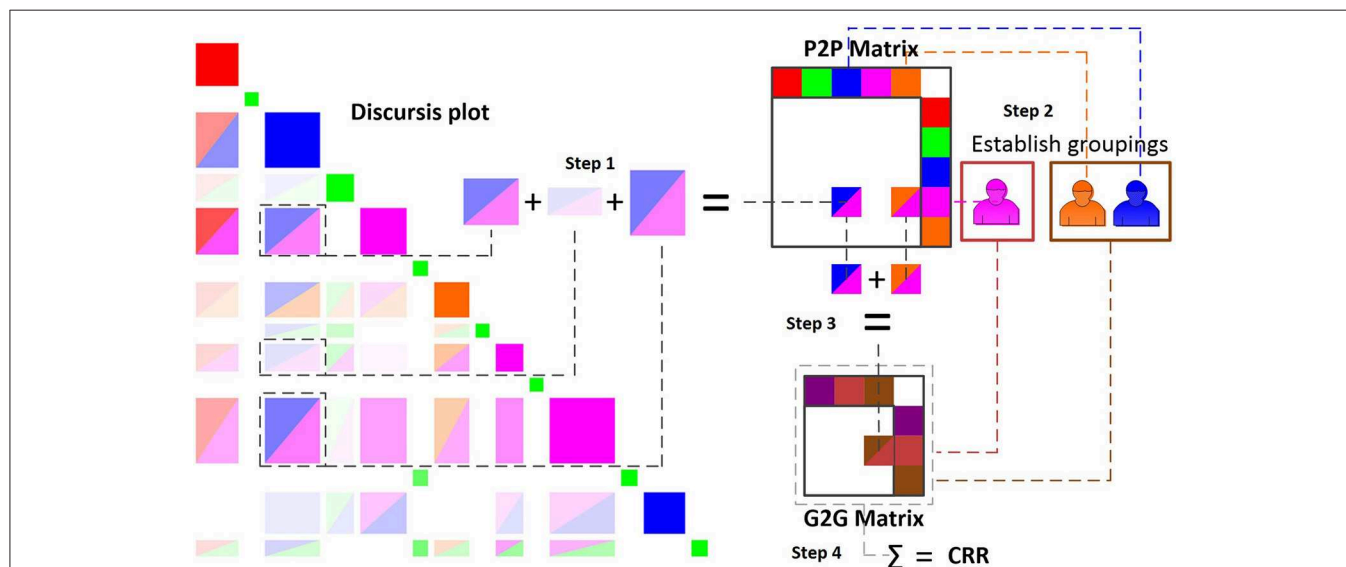 P2P Matrix
Discursis plot
Step 1
Step 2
Establish groupings
+ + =
+
Step 3
=
G2G Matrix
Step 4
Σ = CRR